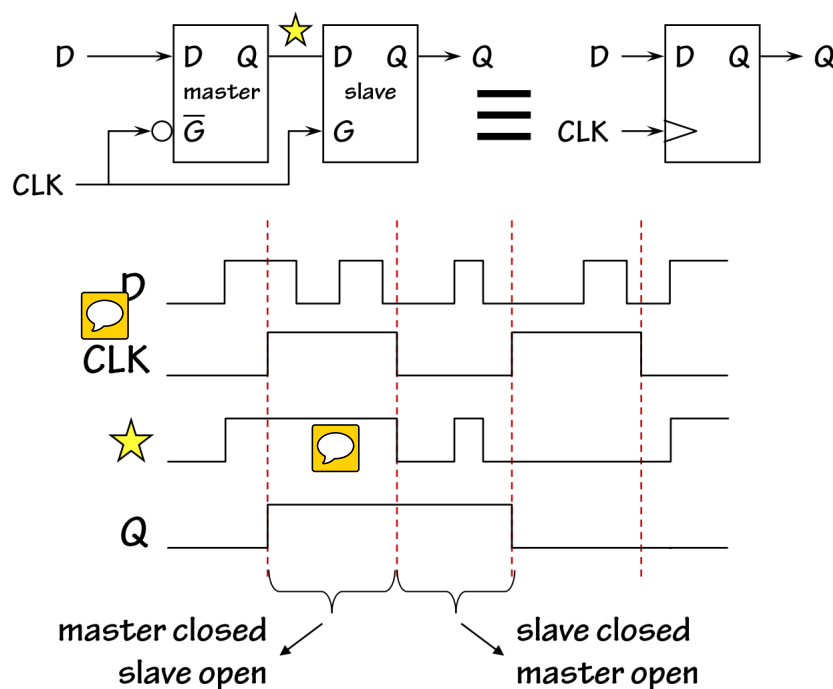 D D Q D Q Q D D Q Q
master slave
G̅ G CLK
CLK
D
CLK
Q
master closed
slave open
slave closed
master open